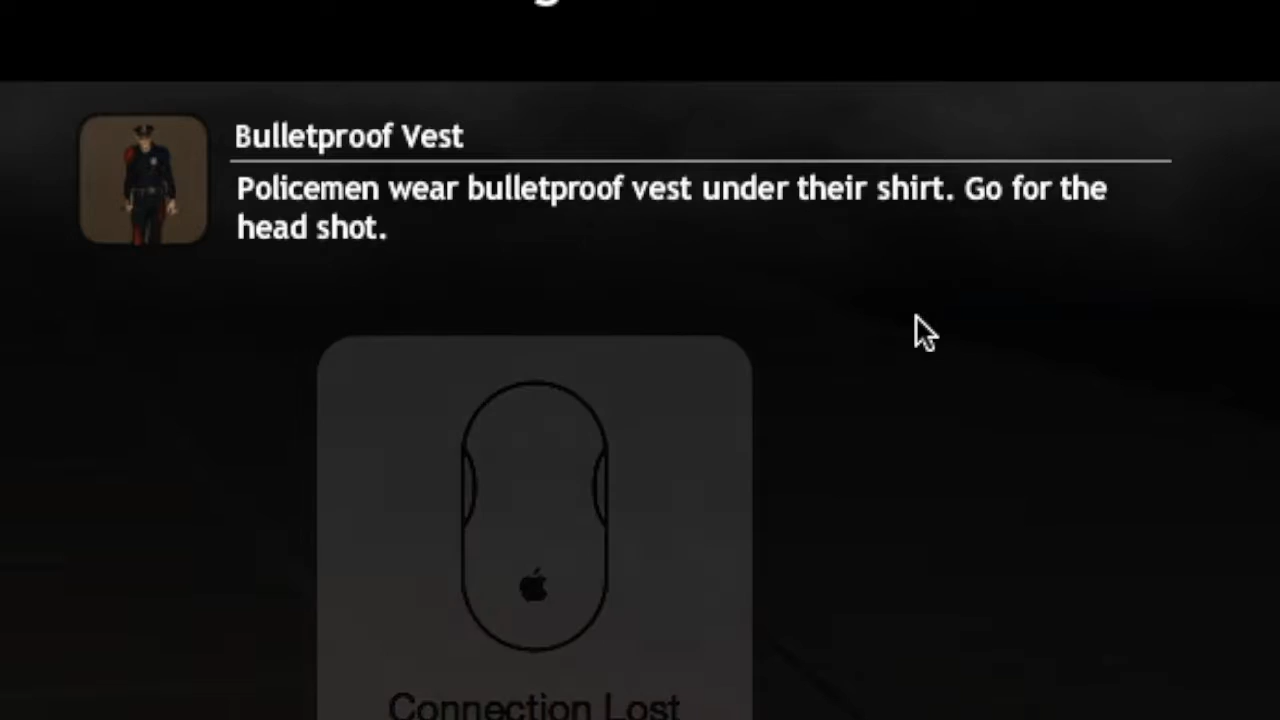 Bulletproof Vest
Policemen wear bulletproof vest under their shirt. Go for the
head shot.
Connection Lost